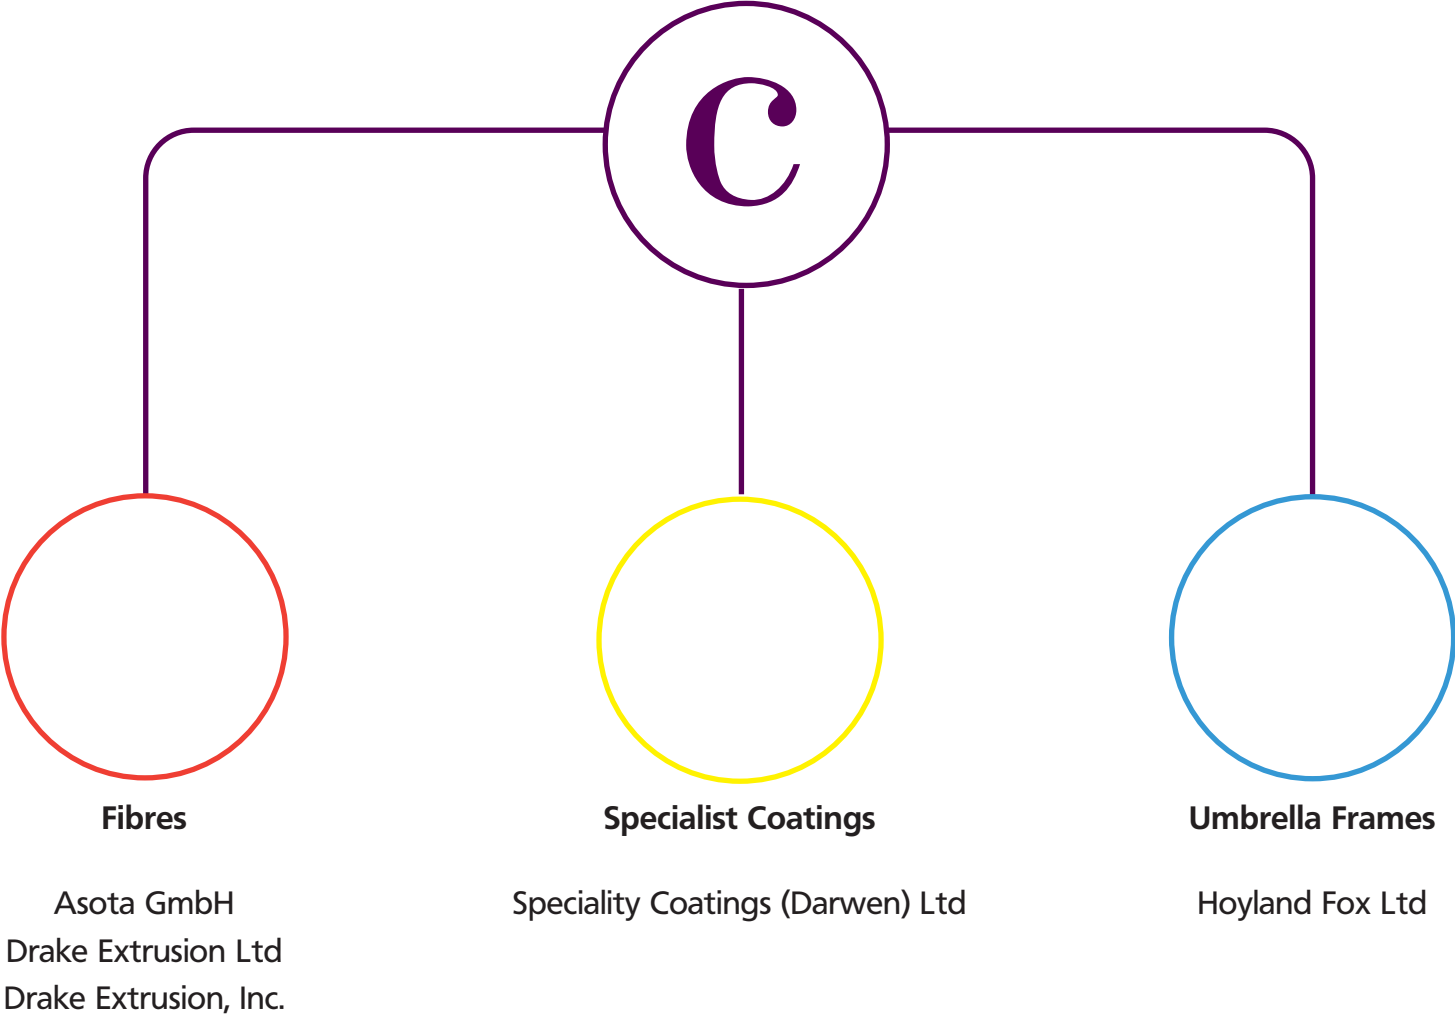 C
Fibres
Asota GmbH
Drake Extrusion Ltd
Drake Extrusion, Inc.
Specialist Coatings
Speciality Coatings (Darwen) Ltd
Umbrella Frames
Hoyland Fox Ltd